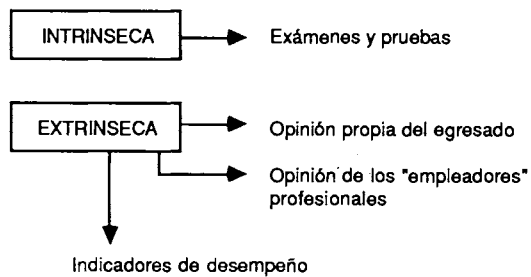 INTRINSECA
Exámenes y pruebas
EXTRINSECA
Opinión propia del egresado
Opinión de los "empleadores"
profesionales
Indicadores de desempeño